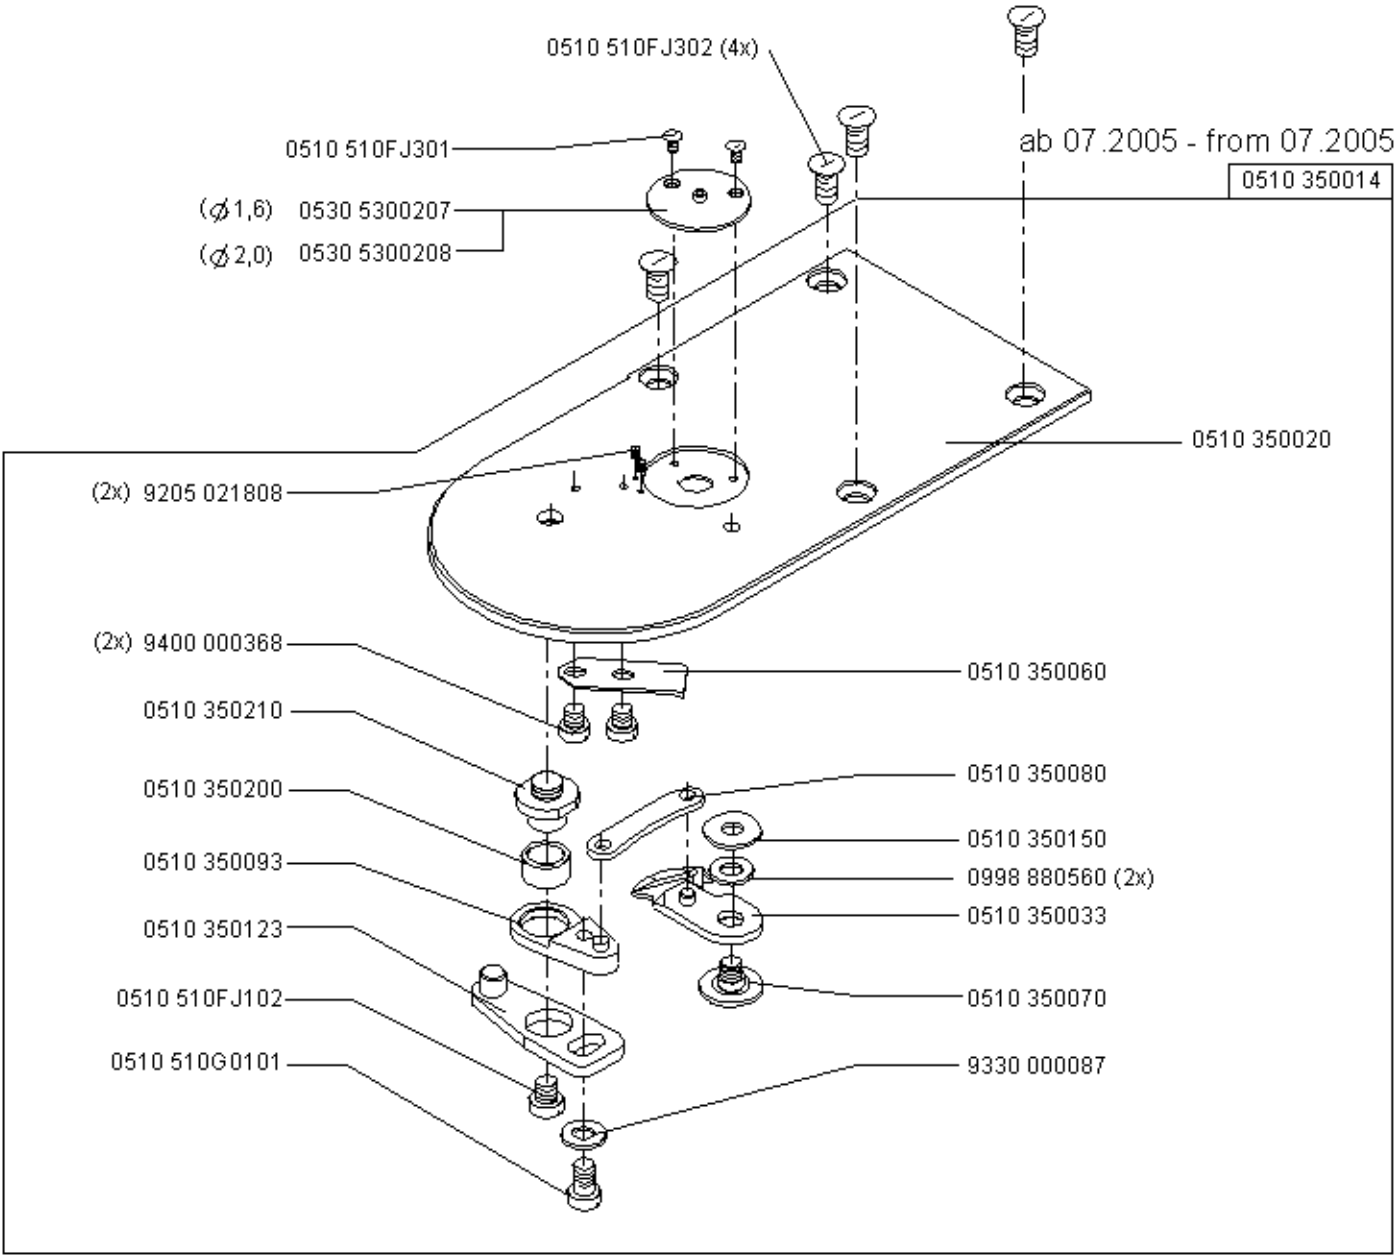 0510 510FJ302 (4x)
ab 07.2005 - from 07.2005
0510 510FJ301
0510 350014
(ϕ1,6) 0530 5300207
(ϕ2,0) 0530 5300208
0510 350020
(2x) 9205 021808
(2x) 9400 000368
0510 350060
0510 350210
0510 350080
0510 350200
0510 350150
0510 350093
0998 880560 (2x)
0510 350033
0510 350123
0510 510FJ102
0510 350070
0510 510G0101
9330 000087